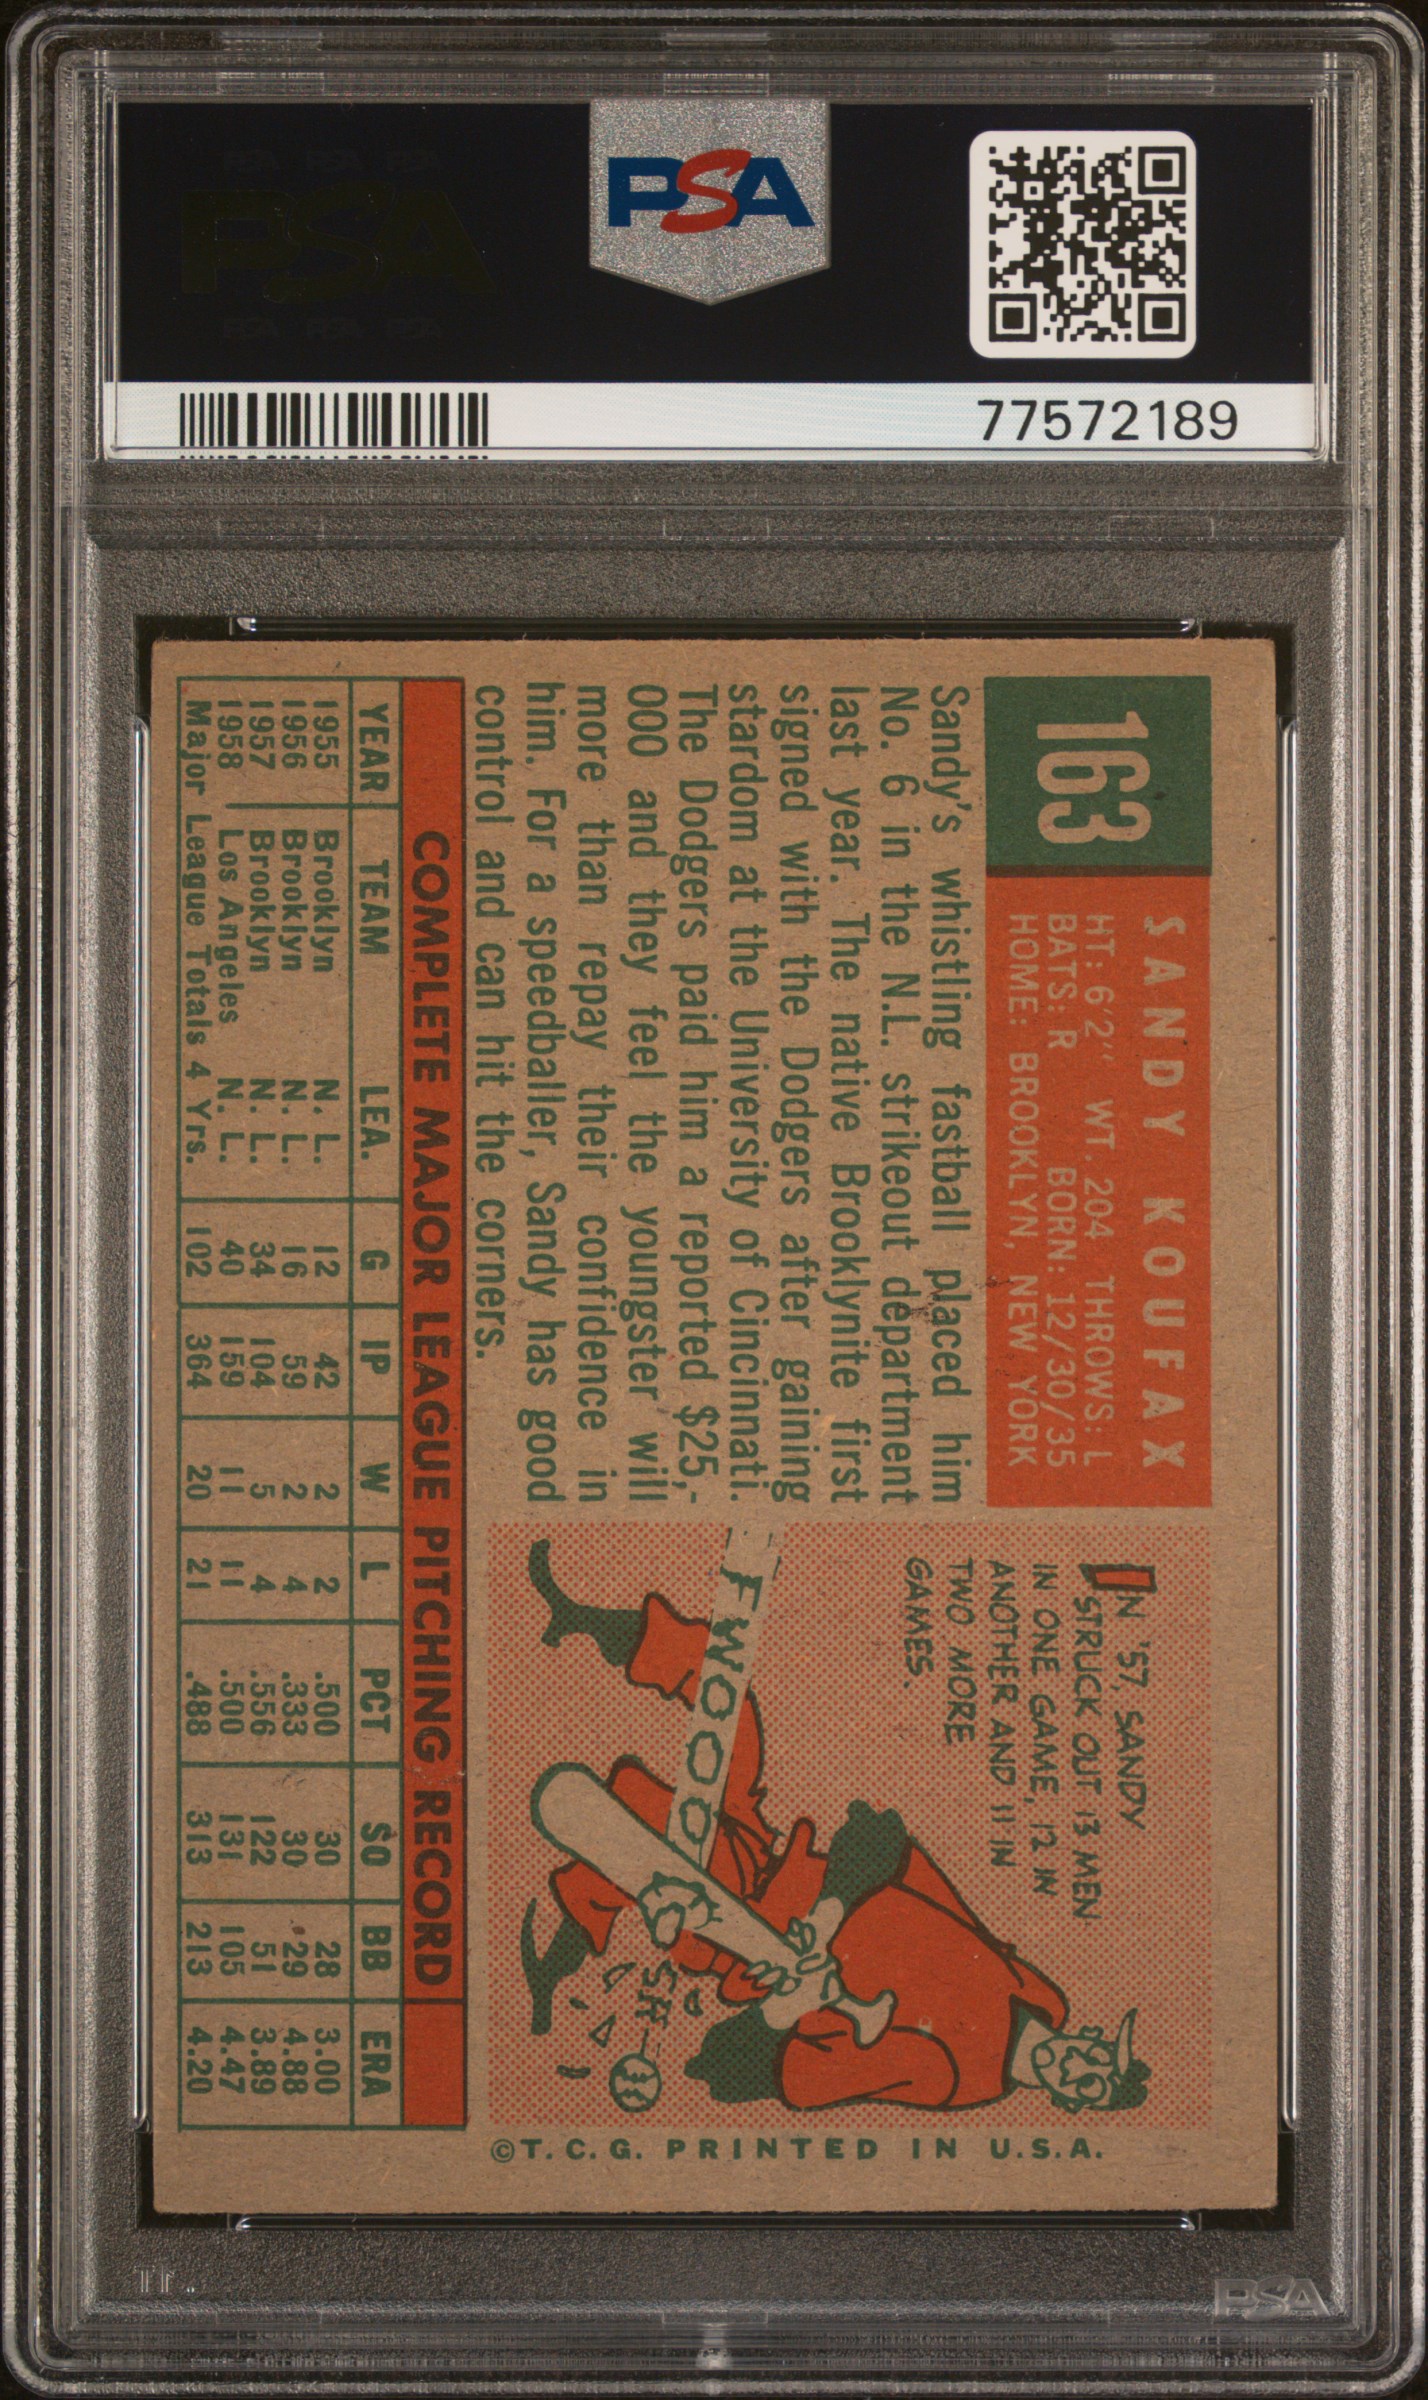 PSA
77572189
163
SANDY KOUFAX
HT: 6'2" WT. 204 THROWS: L
BATS: R BORN: 12/30/35
HOME: BROOKLYN, NEW YORK
Sandy's whistling fastball placed him
No. 6 in the N.L. strikeout department
last year. The native Brooklynite first
signed with the Dodgers after gaining
stardom at the University of Cincinnati.
The Dodgers paid him a reported $25,-
000 and they feel the youngster will
more than repay their confidence in
him. For a speedballer, Sandy has good
control and can hit the corners.
IN '57, SANDY
STRUCK OUT 13 MEN
IN ONE GAME, 12 IN
ANOTHER AND 11 IN
TWO MORE
GAMES.
FWOOOO
SH
COMPLETE MAJOR LEAGUE PITCHING RECORD
YEAR TEAM LEA. G IP W L PCT SO BB ERA
1955 Brooklyn N. L. 12 42 2 2 .500 30 28 3.00
1956 Brooklyn N. L. 16 59 2 4 .333 30 29 4.88
1957 Brooklyn N. L. 34 104 5 4 .556 122 51 3.89
1958 Los Angeles N. L. 40 159 11 11 .500 131 105 4.47
Major League Totals 4 Yrs. 102 364 20 21 .488 313 213 4.20
©T.C.G. PRINTED IN U.S.A.
PSA